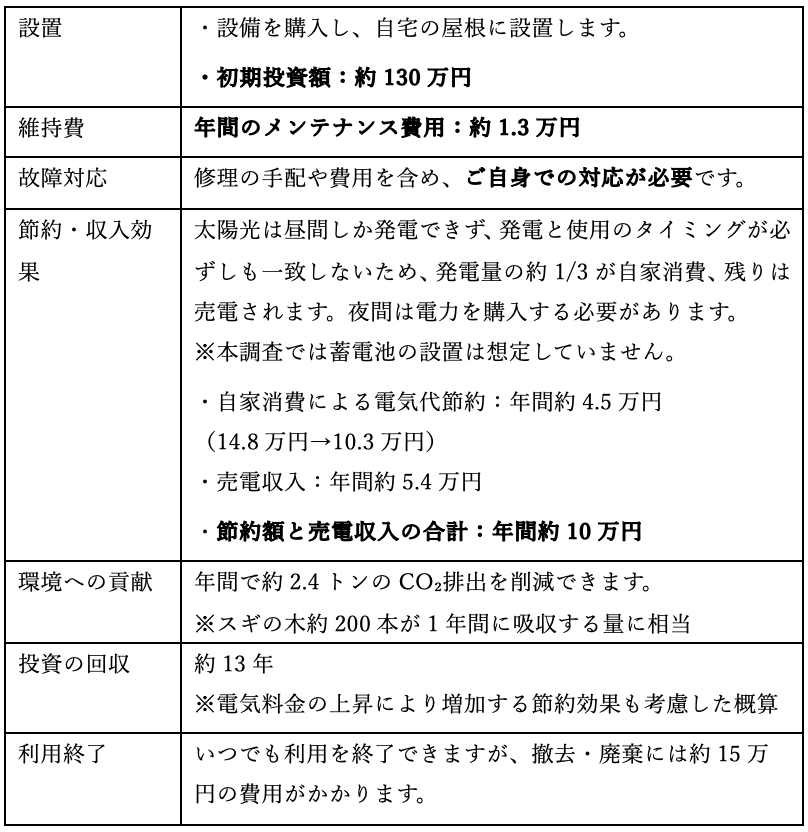 設置
・設備を購入し、自宅の屋根に設置します。
・初期投資額：約 130 万円
維持費
年間のメンテナンス費用：約 1.3 万円
故障対応
修理の手配や費用を含め、ご自身での対応が必要です。
節約・収入効
果
太陽光は昼間しか発電できず、発電と使用のタイミングが必
ずしも一致しないため、発電量の約 1/3 が自家消費、残りは
売電されます。夜間は電力を購入する必要があります。
※本調査では蓄電池の設置は想定していません。
・自家消費による電気代節約：年間約 4.5 万円
（14.8 万円→10.3 万円）
・売電収入：年間約 5.4 万円
・節約額と売電収入の合計：年間約 10 万円
環境への貢献
年間で約 2.4 トンの CO₂排出を削減できます。
※スギの木約 200 本が 1 年間に吸収する量に相当
投資の回収
約 13 年
※電気料金の上昇により増加する節約効果も考慮した概算
利用終了
いつでも利用を終了できますが、撤去・廃棄には約 15 万
円の費用がかかります。